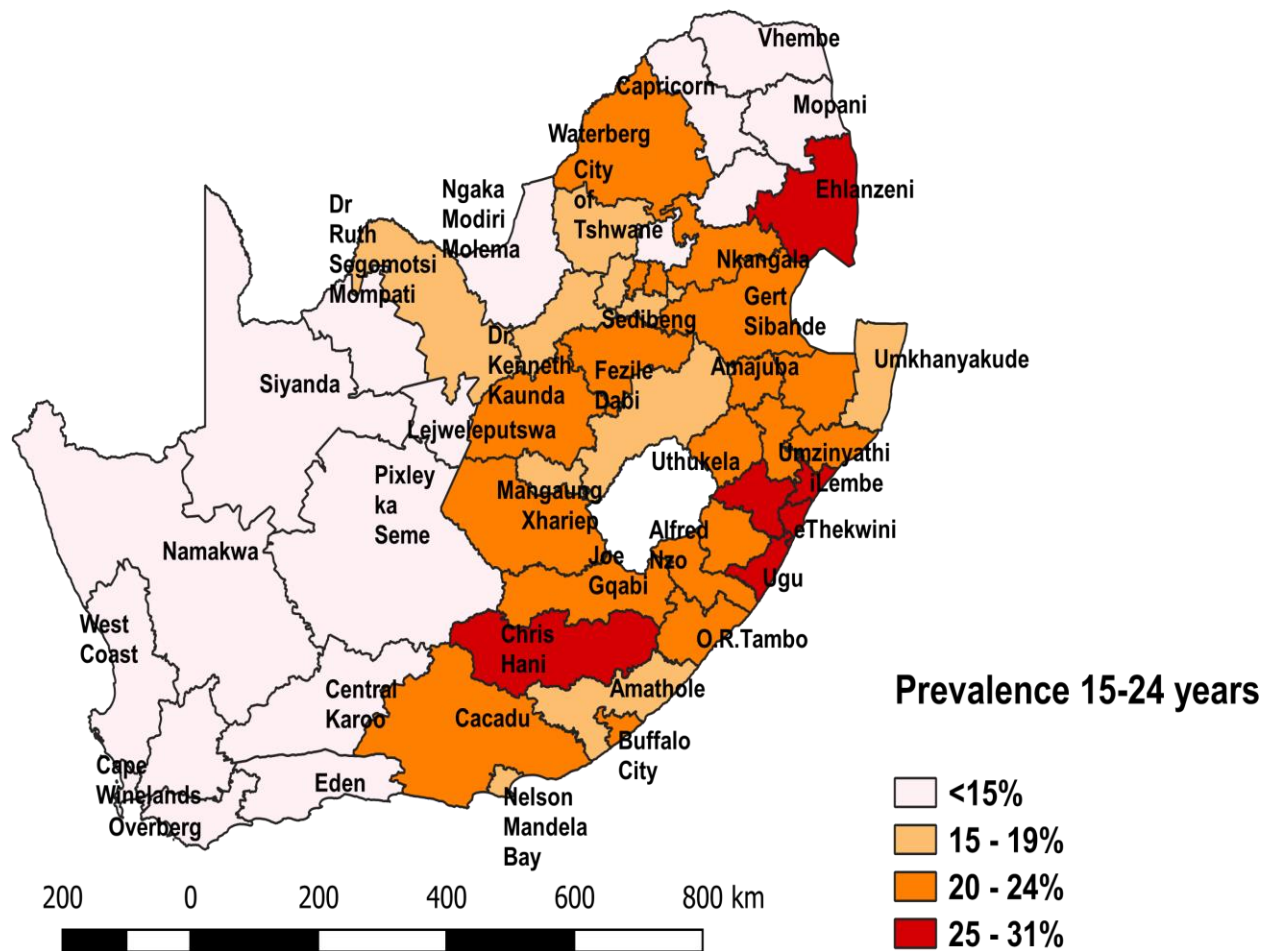 Vhembe
Capricorn
Mopani
Waterberg
City
of
Tshwane
Ehlanzeni
Ngaka
Modiri
Molema
Dr
Ruth
Segomotsi
Mompati
Nkangala
Gert
Sibande
Sedibeng
Dr
Kenneth
Kaunda
Fezile
Dabi
Amajuba
Umkhanyakude
Siyanda
Lejweleputswa
Pixley
ka
Seme
Mangaung
Xhariep
Uthukela
Umzinyathi
iLembe
eThekwini
Ugu
Alfred
Nzo
Joe
Gqabi
Namakwa
West
Coast
Chris
Hani
O.R.Tambo
Central
Karoo
Cacadu
Amathole
Buffalo
City
Cape
Winelands
Overberg
Eden
Nelson
Mandela
Bay
Prevalence 15-24 years
<15%
15 - 19%
20 - 24%
25 - 31%
200 0 200 400 600 800 km